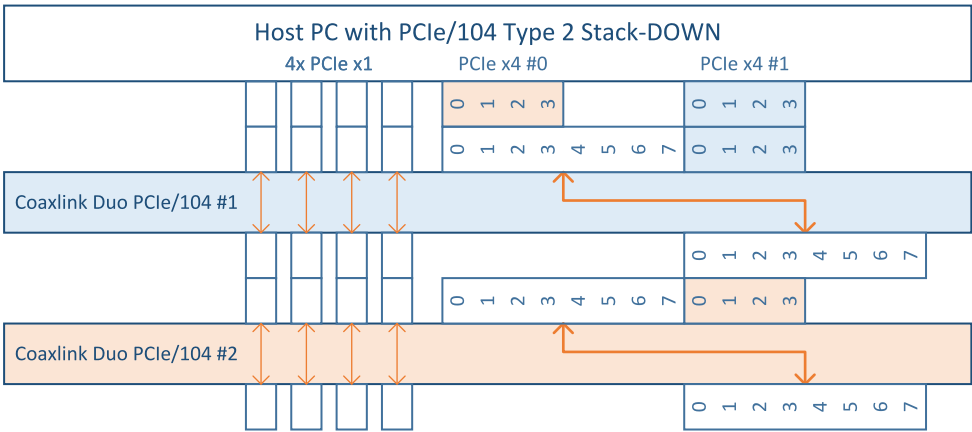 Host PC with PCIe/104 Type 2 Stack-DOWN
4x PCIe x1 PCIe x4 #0 PCIe x4 #1
0 1 2 3 0 1 2 3
0 1 2 3 4 5 6 7 0 1 2 3
Coaxlink Duo PCIe/104 #1
0 1 2 3 4 5 6 7
0 1 2 3 4 5 6 7 0 1 2 3
Coaxlink Duo PCIe/104 #2
0 1 2 3 4 5 6 7